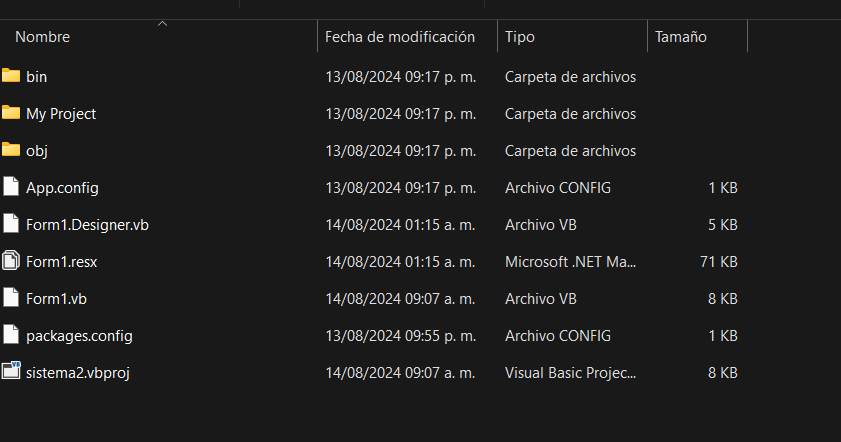 Nombre Fecha de modificación Tipo Tamaño
bin 13/08/2024 09:17 p. m. Carpeta de archivos
My Project 13/08/2024 09:17 p. m. Carpeta de archivos
obj 13/08/2024 09:17 p. m. Carpeta de archivos
App.config 13/08/2024 09:17 p. m. Archivo CONFIG 1 KB
Form1.Designer.vb 14/08/2024 01:15 a. m. Archivo VB 5 KB
Form1.resx 14/08/2024 01:15 a. m. Microsoft .NET Ma... 71 KB
Form1.vb 14/08/2024 09:07 a. m. Archivo VB 8 KB
packages.config 13/08/2024 09:55 p. m. Archivo CONFIG 1 KB
sistema2.vbproj 14/08/2024 09:07 a. m. Visual Basic Projec... 8 KB